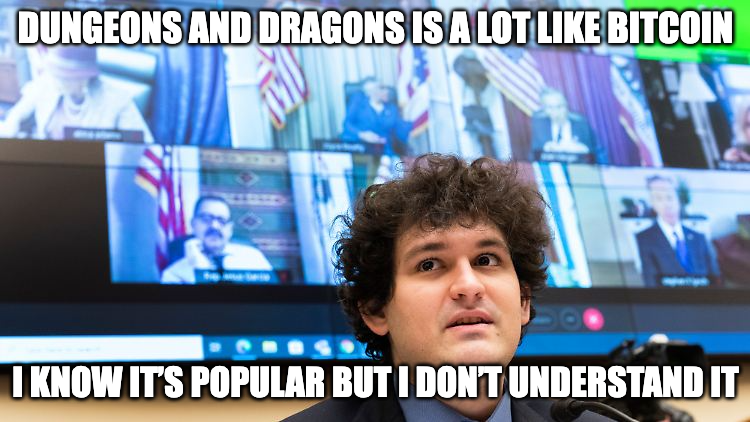 DUNGEONS AND DRAGONS IS A LOT LIKE BITCOIN
I KNOW IT'S POPULAR BUT I DON'T UNDERSTAND IT